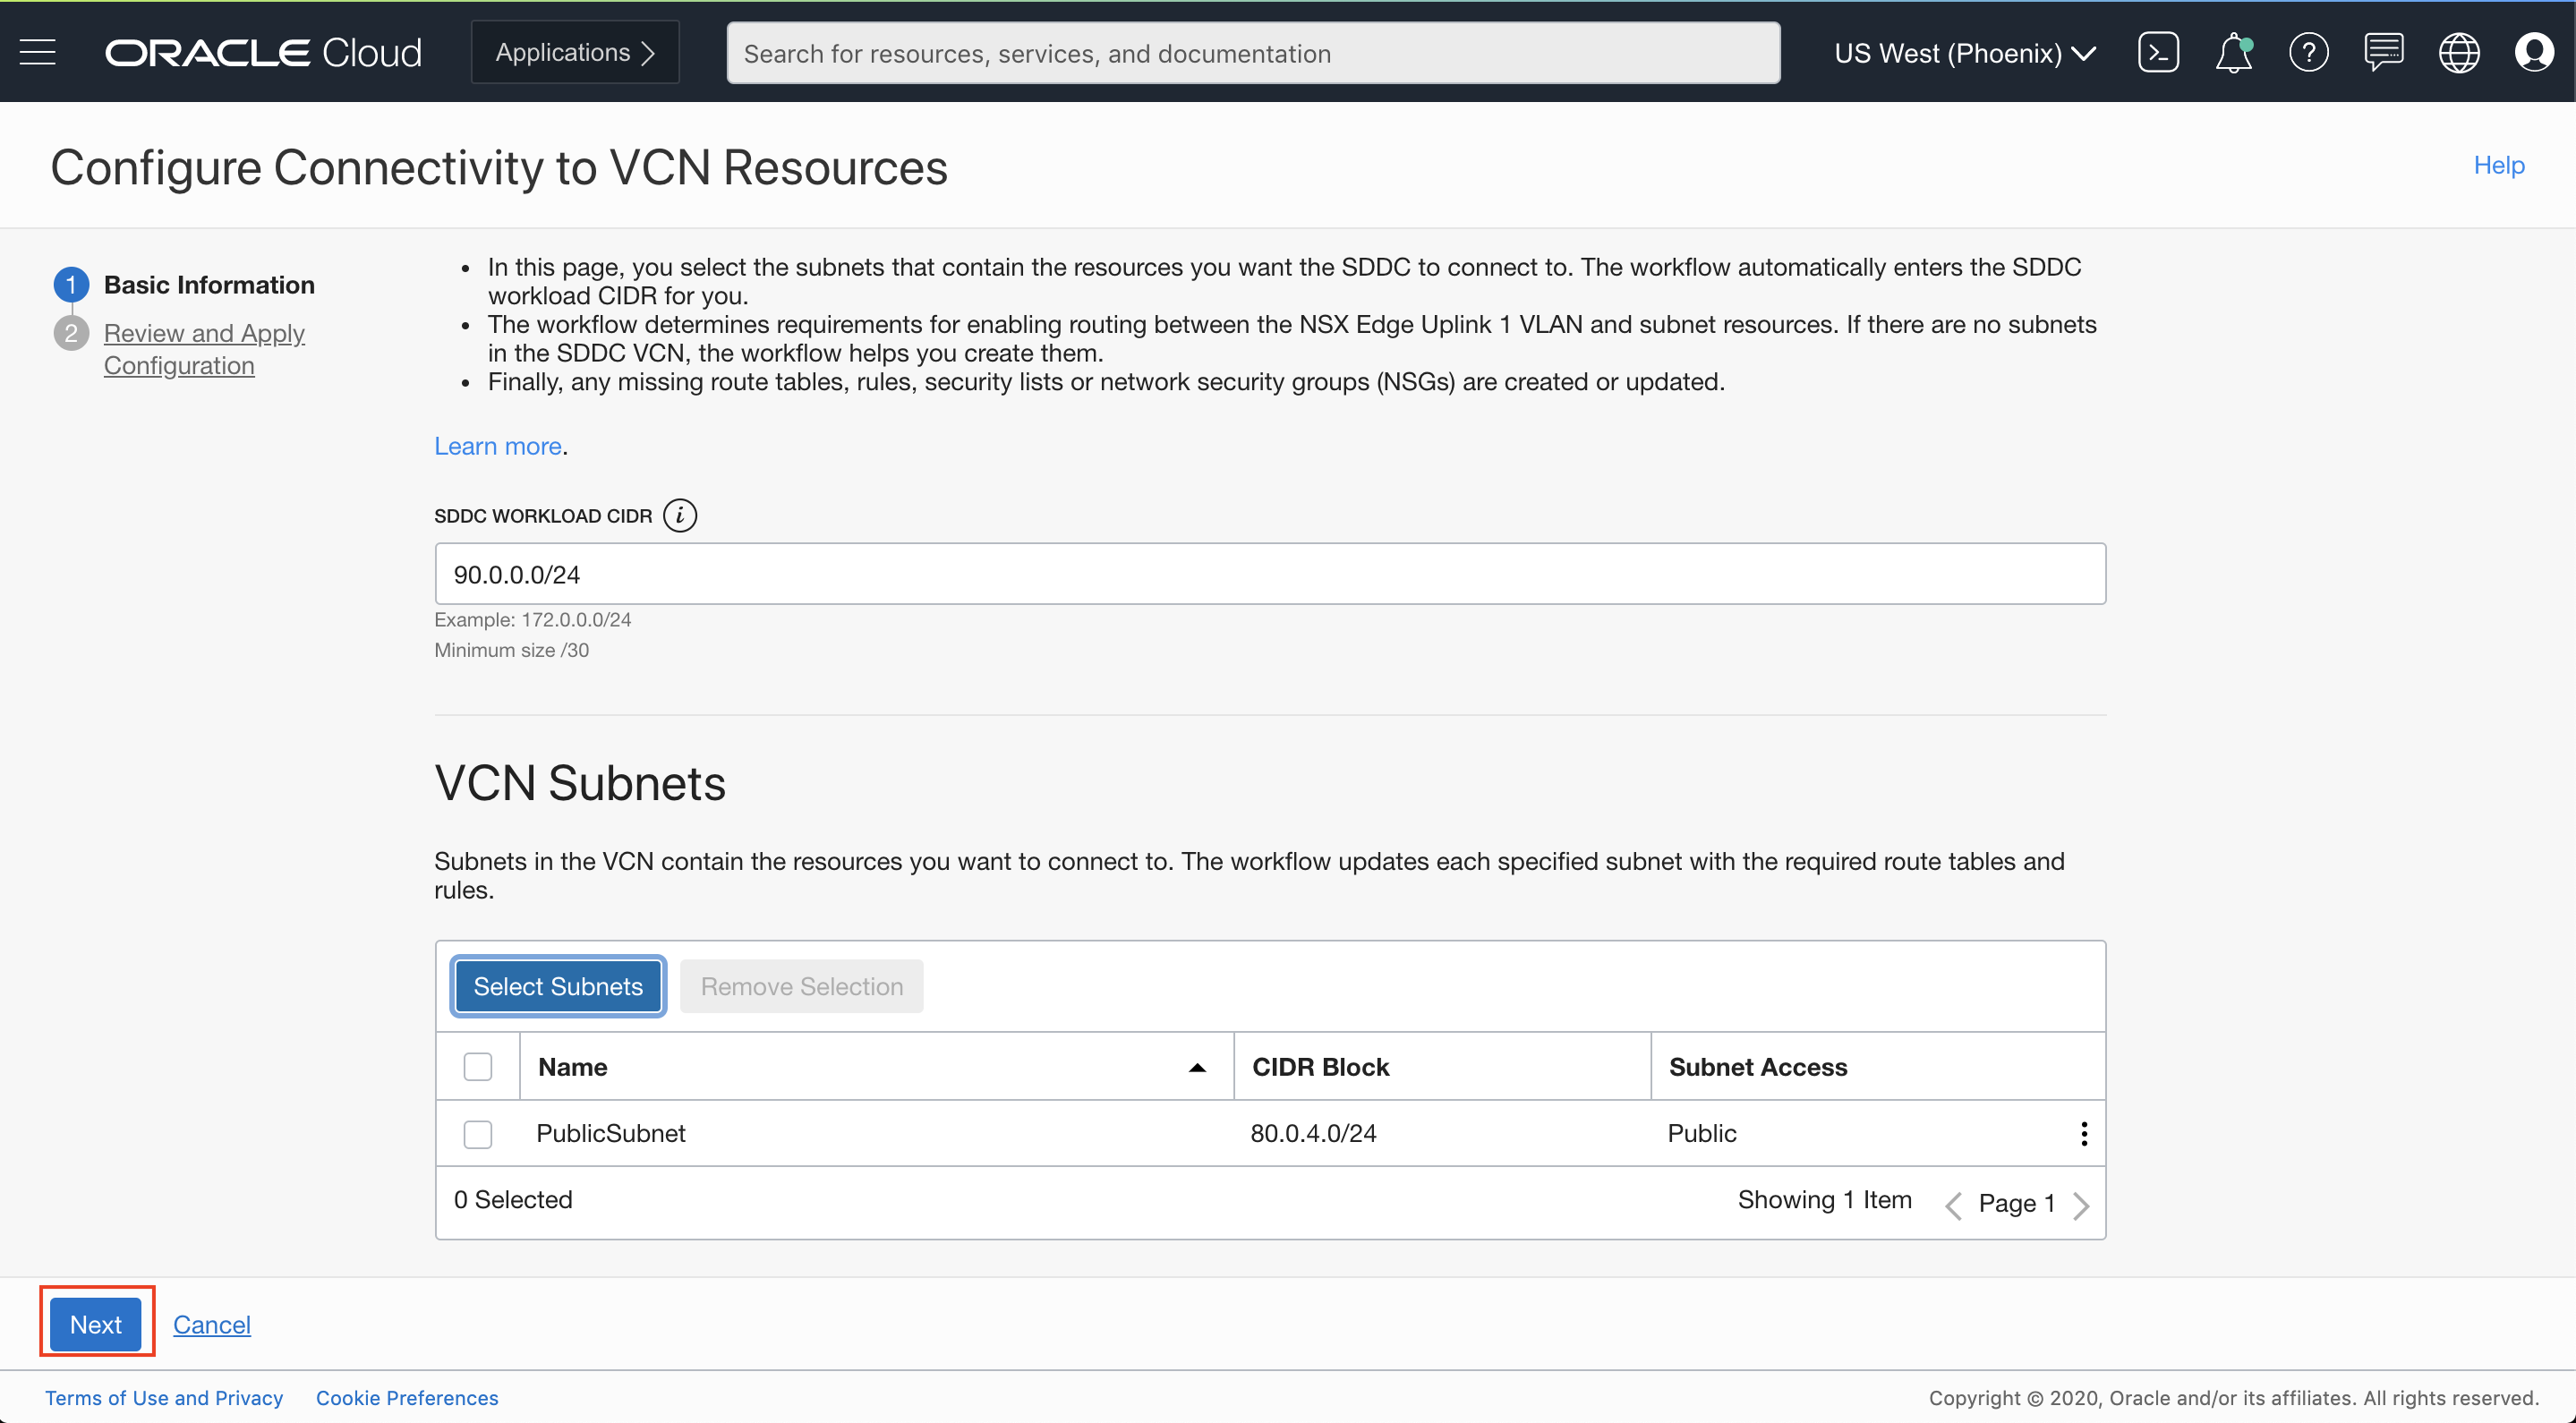 ORACLE Cloud
Applications
Search for resources, services, and documentation
US West (Phoenix)
Configure Connectivity to VCN Resources
Help
1 Basic Information
2 Review and Apply
Configuration
• In this page, you select the subnets that contain the resources you want the SDDC to connect to. The workflow automatically enters the SDDC
workload CIDR for you.
• The workflow determines requirements for enabling routing between the NSX Edge Uplink 1 VLAN and subnet resources. If there are no subnets
in the SDDC VCN, the workflow helps you create them.
• Finally, any missing route tables, rules, security lists or network security groups (NSGs) are created or updated.
Learn more.
SDDC WORKLOAD CIDR i
90.0.0.0/24
Example: 172.0.0.0/24
Minimum size /30
VCN Subnets
Subnets in the VCN contain the resources you want to connect to. The workflow updates each specified subnet with the required route tables and
rules.
Select Subnets Remove Selection
Name CIDR Block Subnet Access
PublicSubnet 80.0.4.0/24 Public
0 Selected Showing 1 Item Page 1
Next Cancel
Terms of Use and Privacy Cookie Preferences Copyright © 2020, Oracle and/or its affiliates. All rights reserved.